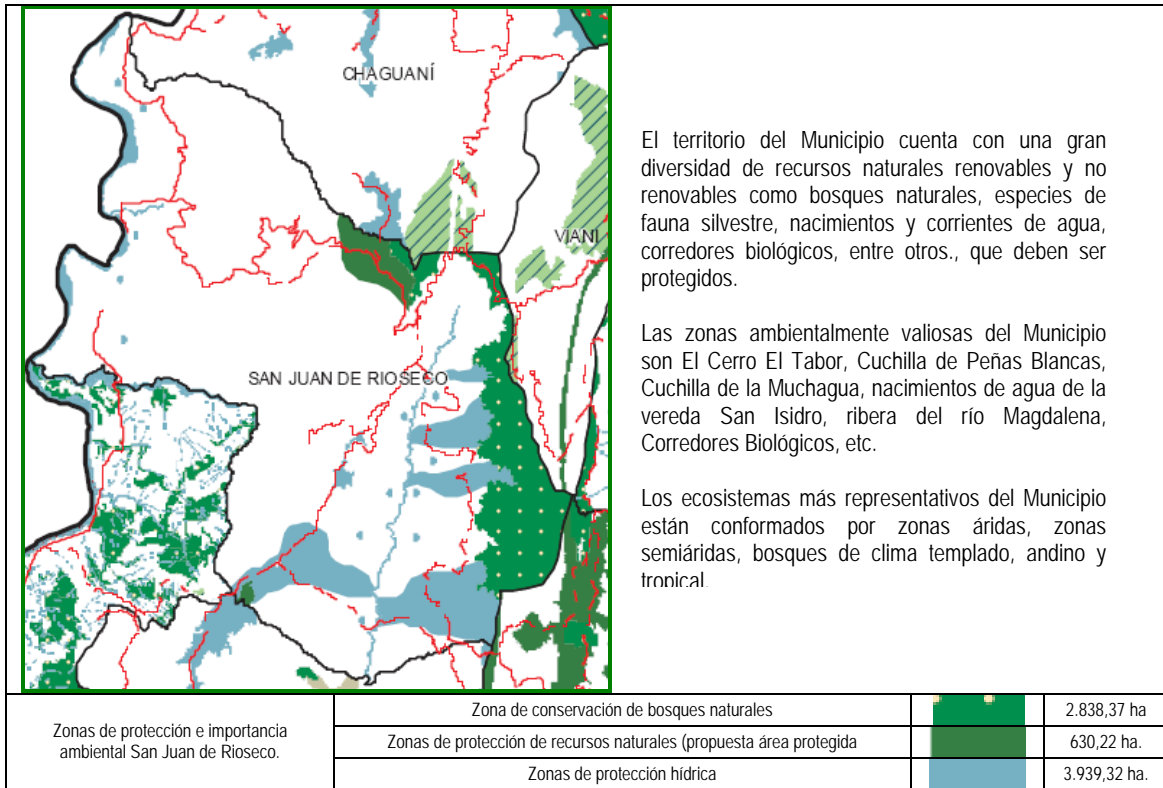 CHAGUANÍ
VIANÍ
SAN JUAN DE RIOSECO
El territorio del Municipio cuenta con una gran
diversidad de recursos naturales renovables y no
renovables como bosques naturales, especies de
fauna silvestre, nacimientos y corrientes de agua,
corredores biológicos, entre otros., que deben ser
protegidos.
Las zonas ambientalmente valiosas del Municipio
son El Cerro El Tabor, Cuchilla de Peñas Blancas,
Cuchilla de la Muchagua, nacimientos de agua de la
vereda San Isidro, ribera del río Magdalena,
Corredores Biológicos, etc.
Los ecosistemas más representativos del Municipio
están conformados por zonas áridas, zonas
semiáridas, bosques de clima templado, andino y
tropical.
Zonas de protección e importancia
ambiental San Juan de Rioseco.
Zona de conservación de bosques naturales
2.838,37 ha
Zonas de protección de recursos naturales (propuesta área protegida
630,22 ha.
Zonas de protección hídrica
3.939,32 ha.